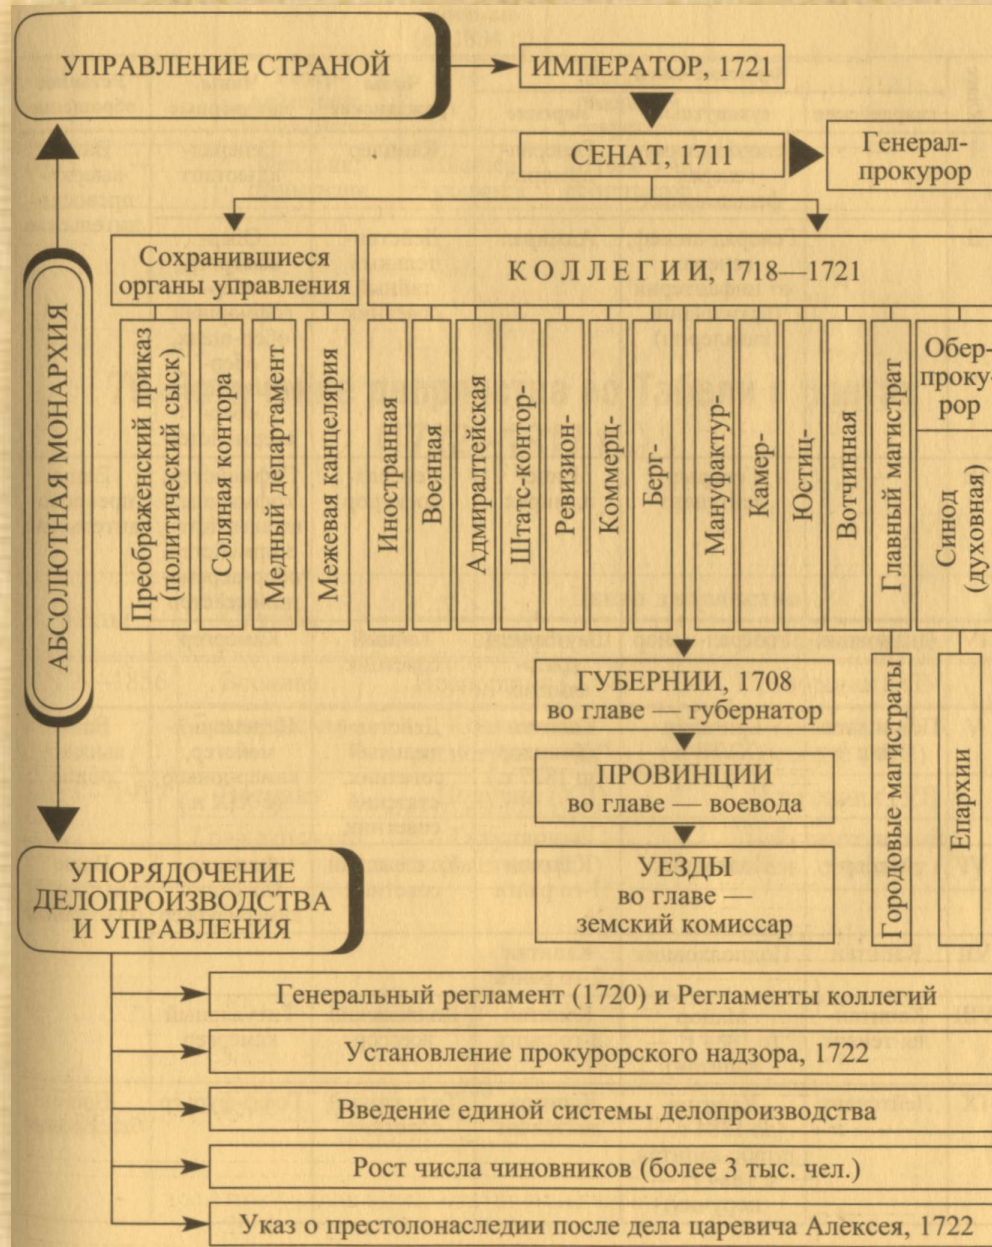 УПРАВЛЕНИЕ СТРАНОЙ
ИМПЕРАТОР, 1721
СЕНАТ, 1711
Генерал-
прокурор
АБСОЛЮТНАЯ МОНАРХИЯ
Сохранившиеся
органы управления
КОЛЛЕГИИ, 1718—1721
Преображенский приказ
(политический сыск)
Соляная контора
Медный департамент
Межевая канцелярия
Иностранная
Военная
Адмиралтейская
Штатс-контор-
Ревизион-
Коммерц-
Берг-
Мануфактур-
Камер-
Юстиц-
Вотчинная
Главный магистрат
Обер-
проку-
рор
Синод
(духовная)
ГУБЕРНИИ, 1708
во главе — губернатор
ПРОВИНЦИИ
во главе — воевода
УЕЗДЫ
во главе —
земский комиссар
Городовые магистраты
Епархии
УПОРЯДОЧЕНИЕ
ДЕЛОПРОИЗВОДСТВА
И УПРАВЛЕНИЯ
Генеральный регламент (1720) и Регламенты коллегий
Установление прокурорского надзора, 1722
Введение единой системы делопроизводства
Рост числа чиновников (более 3 тыс. чел.)
Указ о престолонаследии после дела царевича Алексея, 1722